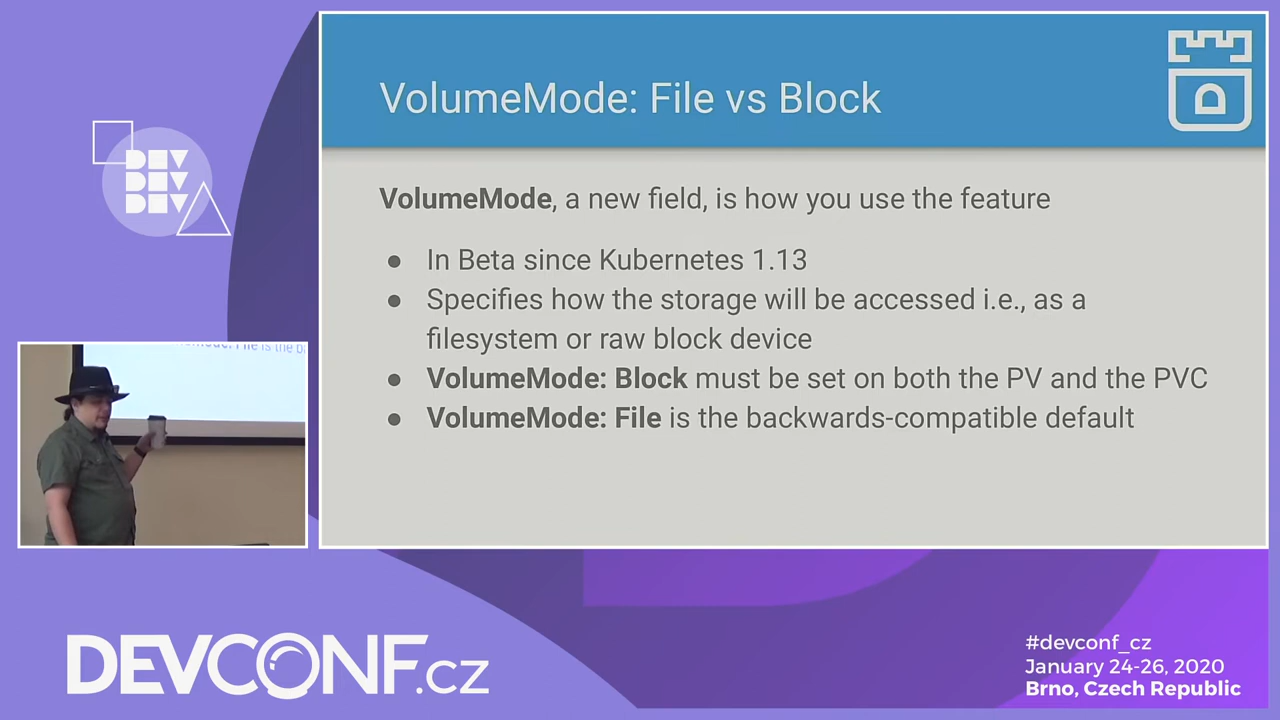 DEV
DEV
DEV
VolumeMode: File vs Block
VolumeMode, a new field, is how you use the feature
● In Beta since Kubernetes 1.13
● Specifies how the storage will be accessed i.e., as a
filesystem or raw block device
● VolumeMode: Block must be set on both the PV and the PVC
● VolumeMode: File is the backwards-compatible default
File is the
DEVCONF.cz
#devconf_cz
January 24-26, 2020
Brno, Czech Republic